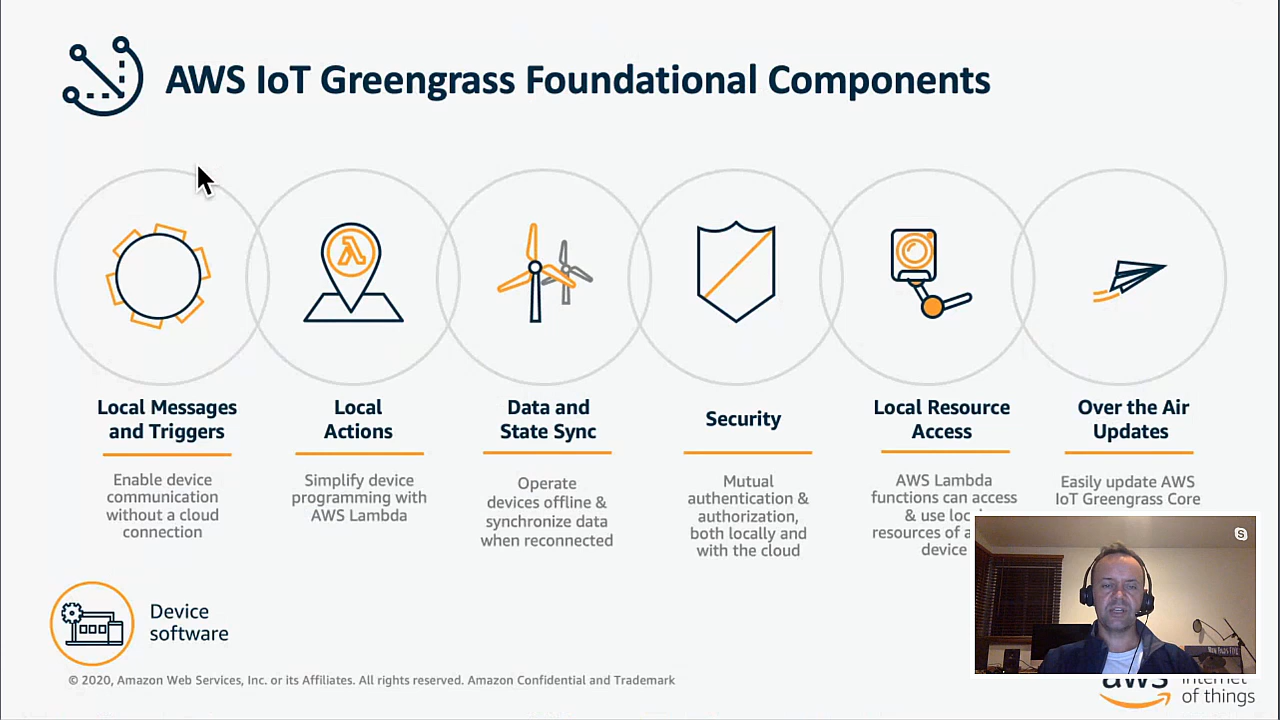 AWS IoT Greengrass Foundational Components
Local Messages
and Triggers
Enable device
communication
without a cloud
connection
Local
Actions
Simplify device
programming with
AWS Lambda
Data and
State Sync
Operate
devices offline &
synchronize data
when reconnected
Security
Mutual
authentication &
authorization,
both locally and
with the cloud
Local Resource
Access
AWS Lambda
functions can access
& use
resources of
device
Over the Air
Updates
Easily update AWS
IoT Greengrass Core
Device
software
© 2020, Amazon Web Services, Inc. or its Affiliates. All rights reserved. Amazon Confidential and Trademark
aws
internet
of things